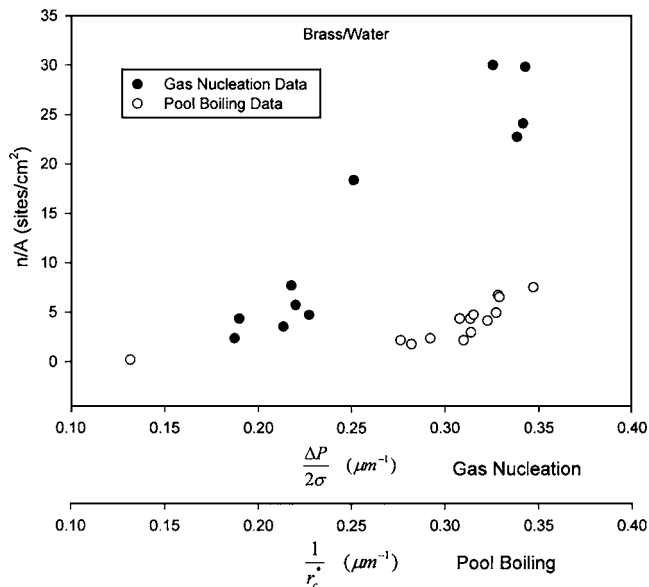 Brass/Water
35
30
25
20
15
10
5
0
n/A (sites/cm²)
Gas Nucleation Data
Pool Boiling Data
0.10 0.15 0.20 0.25 0.30 0.35 0.40
ΔP/2σ (μm⁻¹) Gas Nucleation
0.10 0.15 0.20 0.25 0.30 0.35 0.40
1/r_c* (μm⁻¹) Pool Boiling